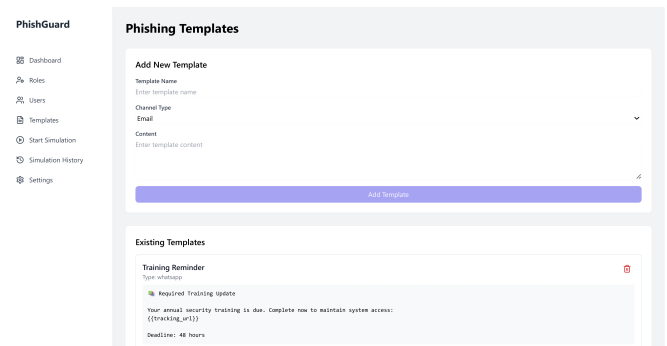 PhishGuard
Phishing Templates
Dashboard
Roles
Users
Templates
Start Simulation
Simulation History
Settings
Add New Template
Template Name
Enter template name
Channel Type
Email
Content
Enter template content
Add Template
Existing Templates
Training Reminder
Type: whatsapp
Required Training Update
Your annual security training is due. Complete now to maintain system access:
{{tracking_url}}
Deadline: 48 hours